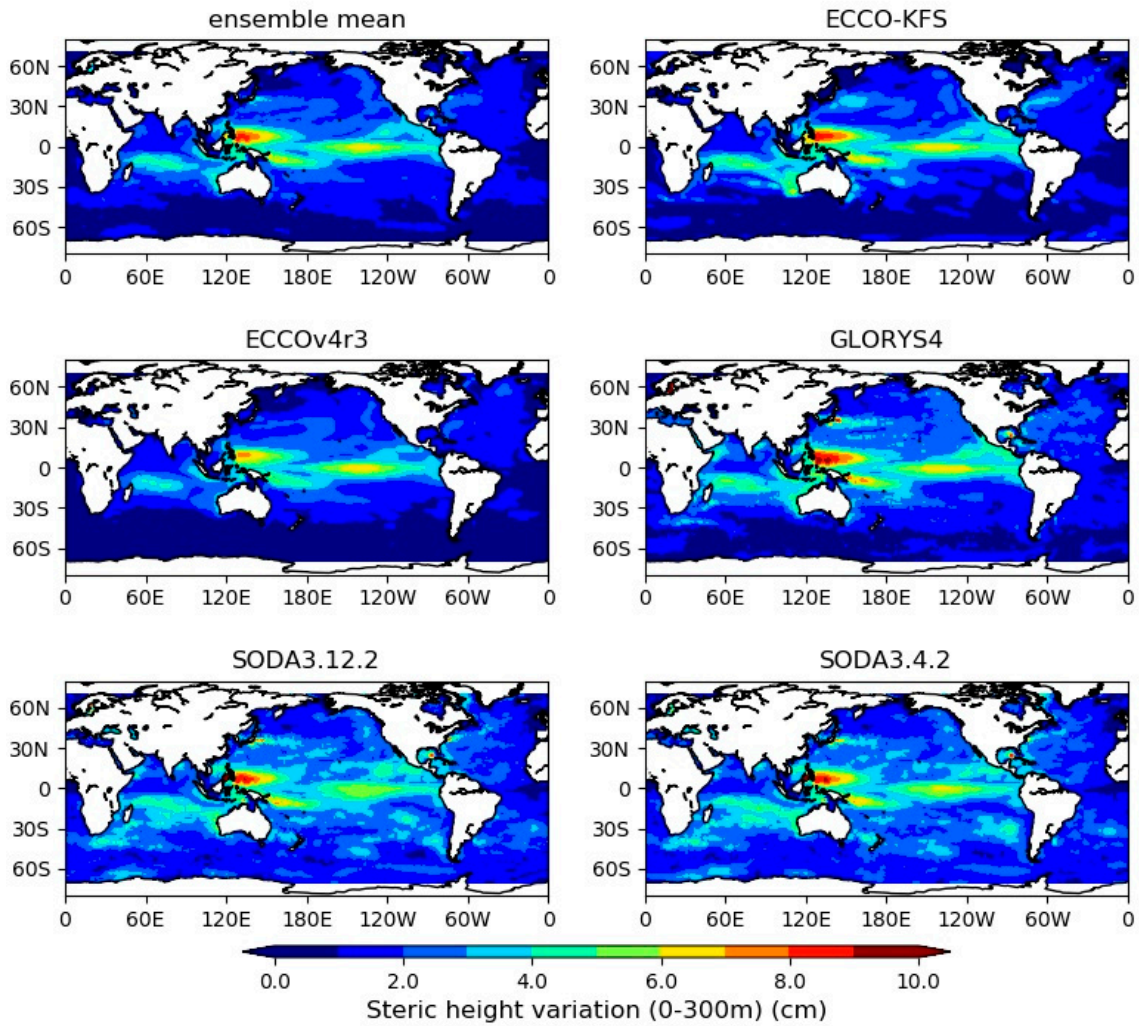 ensemble mean
ECCO-KFS
60N
30N
0
30S
60S
0 60E 120E 180E 120W 60W 0
60N
30N
0
30S
60S
0 60E 120E 180E 120W 60W 0
ECCOv4r3
GLORYS4
60N
30N
0
30S
60S
0 60E 120E 180E 120W 60W 0
60N
30N
0
30S
60S
0 60E 120E 180E 120W 60W 0
SODA3.12.2
SODA3.4.2
60N
30N
0
30S
60S
0 60E 120E 180E 120W 60W 0
60N
30N
0
30S
60S
0 60E 120E 180E 120W 60W 0
0.0 2.0 4.0 6.0 8.0 10.0
Steric height variation (0-300m) (cm)